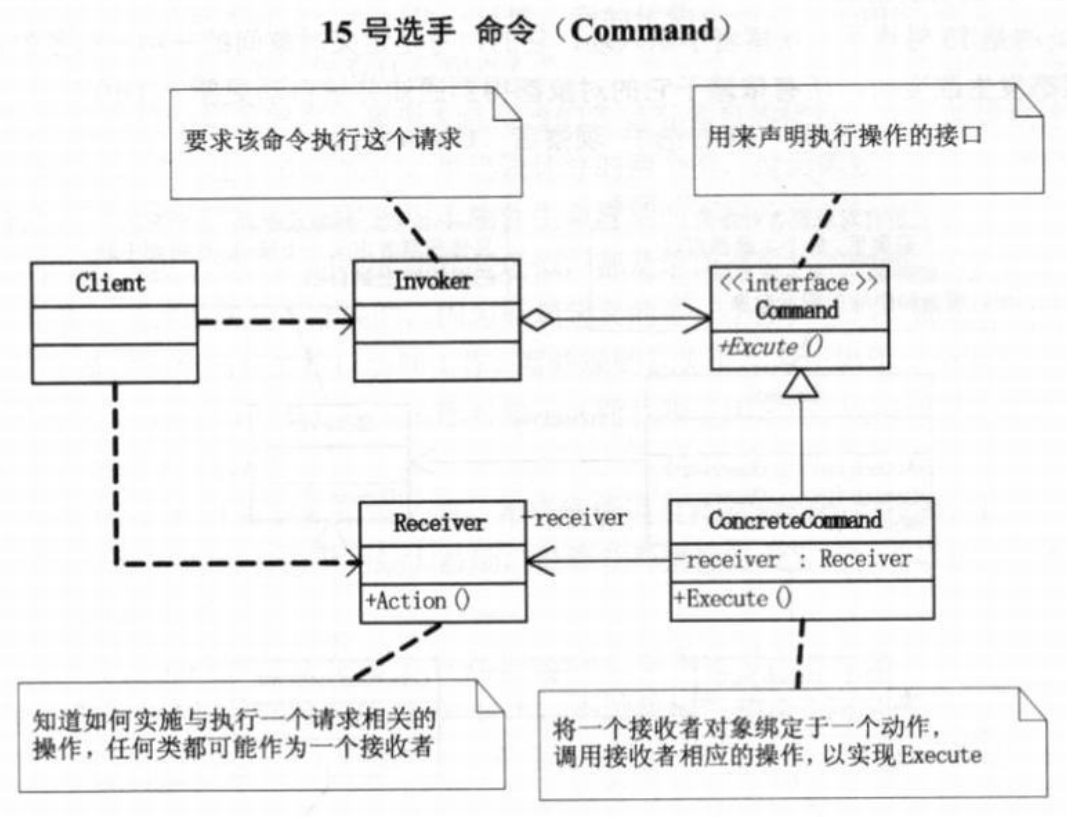 15号选手 命令（Command）
要求该命令执行这个请求
用来声明执行操作的接口
Client
Invoker
<<interface >>
Command
+Excute()
Receiver
-receiver
ConcreteCommand
receiver : Receiver
+Action()
+Execute()
知道如何实施与执行一个请求相关的
操作，任何类都可能作为一个接收者
将一个接收者对象绑定于一个动作，
调用接收者相应的操作，以实现Execute